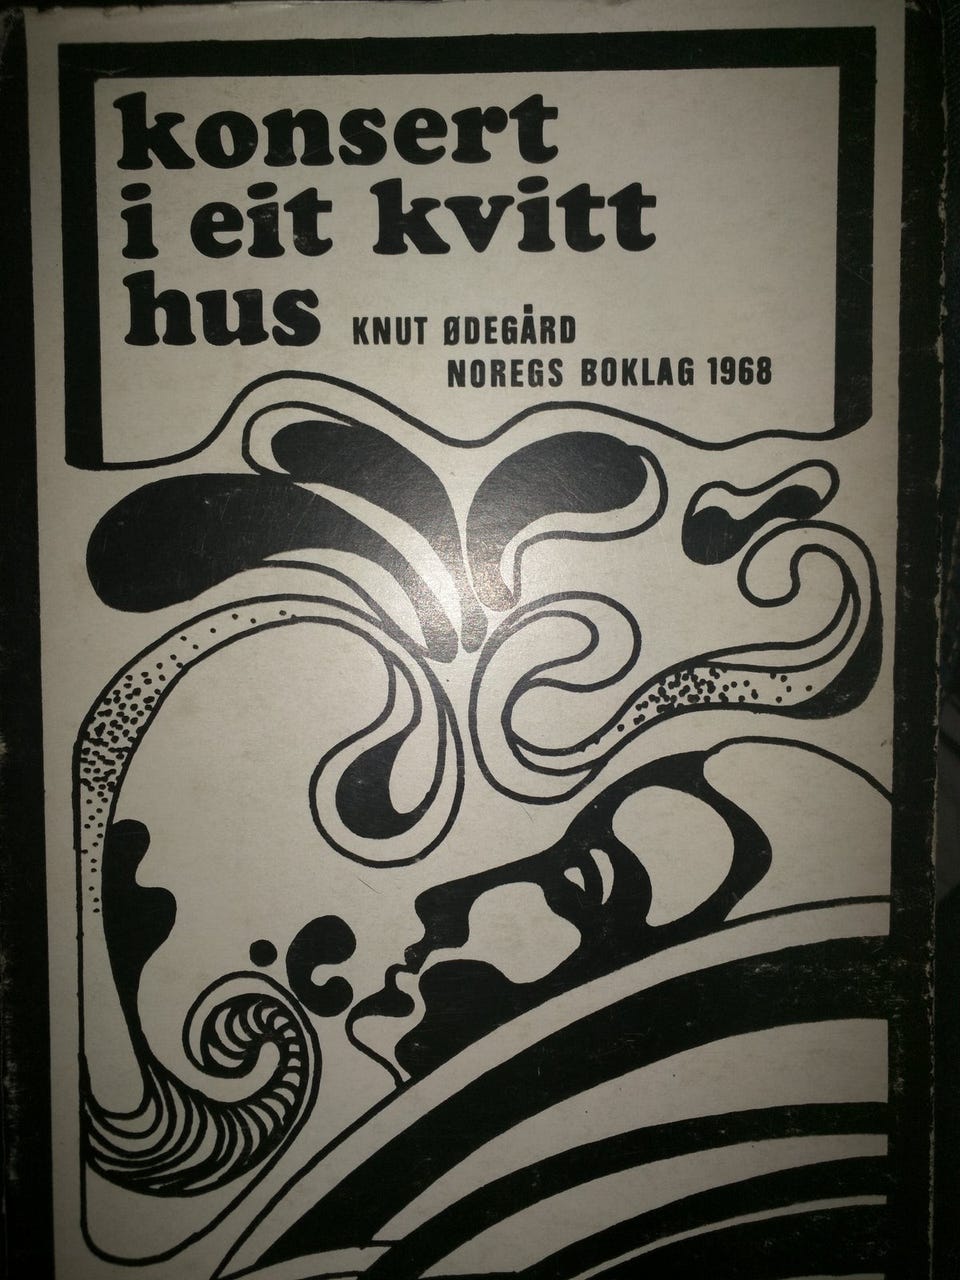 konsert
i eit kvitt
hus
KNUT ØDEGÅRD
NOREGS BOKLAG 1968